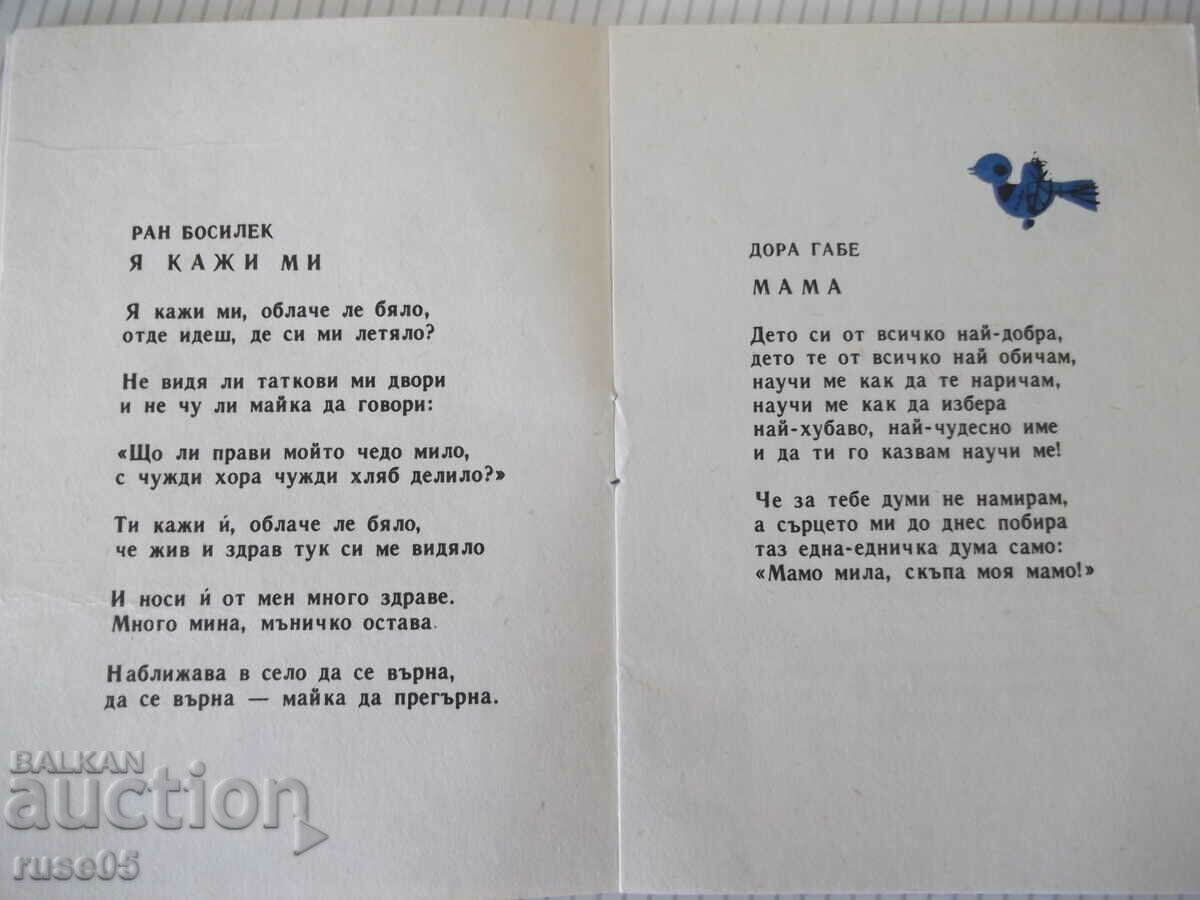 РАН БОСИЛЕК
Я КАЖИ МИ
Я кажи ми, облаче ле бяло,
отде идеш, де си ми летяло?
Не видя ли таткови ми двори
и не чу ли майка да говори:
«Що ли прави мойто чедо мило,
с чужди хора чужди хляб делило?»
Ти кажи ѝ, облаче ле бяло,
че жив и здрав тук си ме видяло
И носи ѝ от мен много здраве.
Много мина, мъничко остава.
Наближава в село да се върна,
да се върна — майка да прегърна.
ДОРА ГАБЕ
МАМА
Дето си от всичко най-добра,
дето те от всичко най обичам,
научи ме как да те наричам,
научи ме как да избера
най-хубаво, най-чудесно име
и да ти го казвам научи ме!
Че за тебе думи не намирам,
а сърцето ми до днес побира
таз една-едничка дума само:
«Мамо мила, скъпа моя мамо!»
BALKAN
auction
ruse05